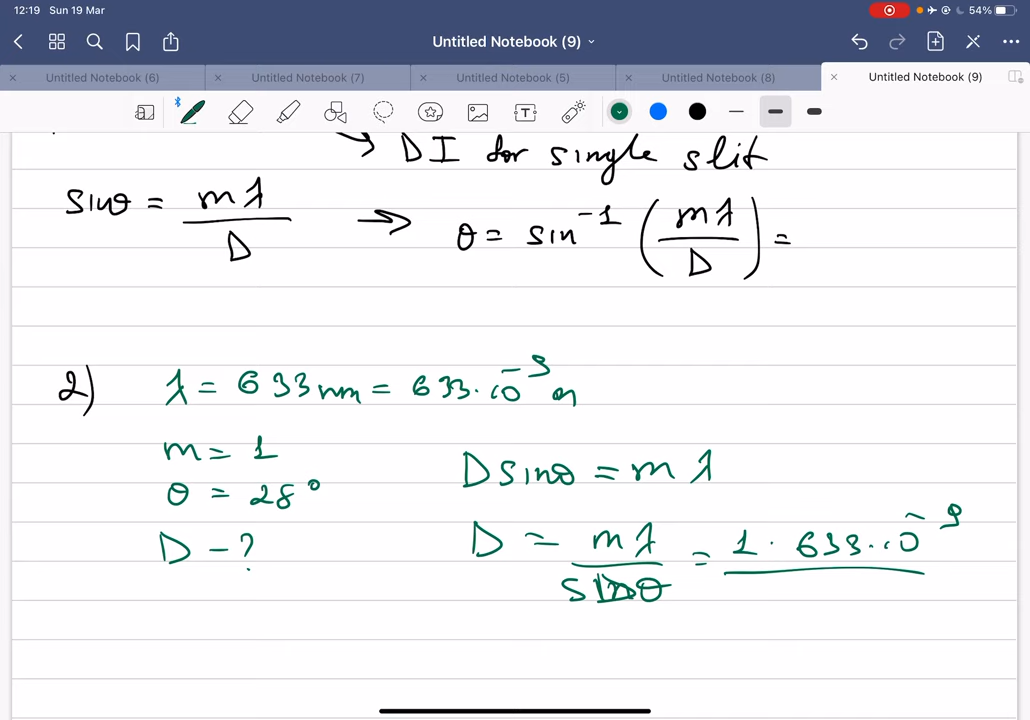 12:19 Sun 19 Mar 54%
Untitled Notebook (9)
Untitled Notebook (6) Untitled Notebook (7) Untitled Notebook (5) Untitled Notebook (8) Untitled Notebook (9)
→ DI for single slit
sinθ = mλ/D ⇒ θ = sin⁻¹(mλ/D) =
2) λ = 633nm = 633·10⁻⁹ m
m = 1
D sinθ = mλ
θ = 28°
D - ? D = mλ/sinθ = 1·633·10⁻⁹